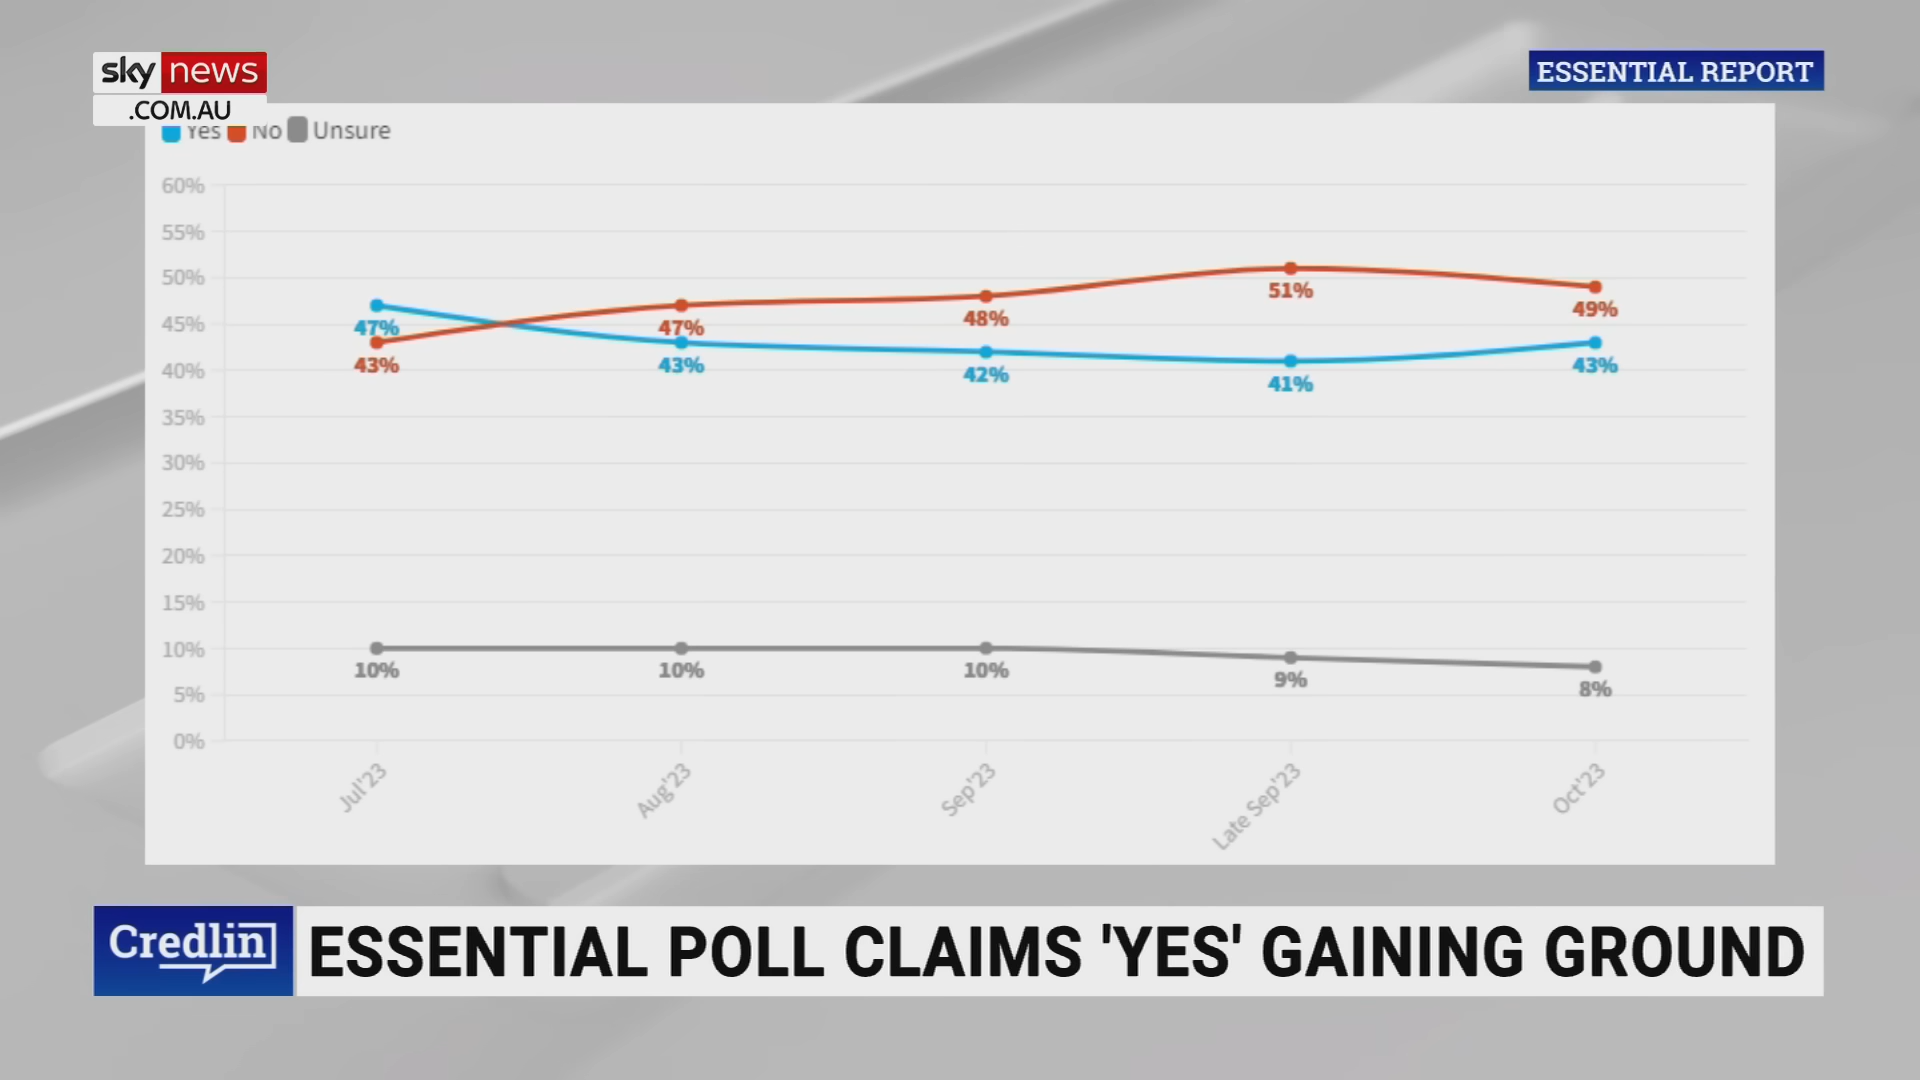 sky news
.COM.AU
ESSENTIAL REPORT
Yes No Unsure
60%
55%
50%
45%
40%
35%
30%
25%
20%
15%
10%
5%
0%
47% 47% 48% 51% 49%
43% 43% 42% 41% 43%
10% 10% 10% 9% 8%
Jul'23 Aug'23 Sep'23 Late Sep'23 Oct'23
Credlin
ESSENTIAL POLL CLAIMS 'YES' GAINING GROUND